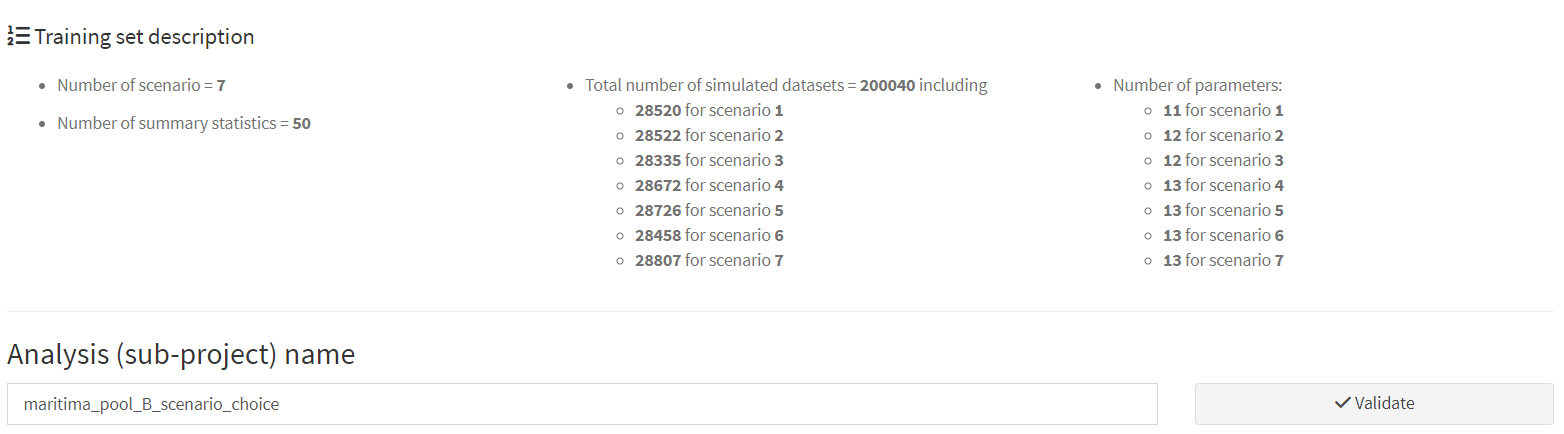 Training set description
Number of scenario = 7
Number of summary statistics = 50
Total number of simulated datasets = 200040 including
28520 for scenario 1
28522 for scenario 2
28335 for scenario 3
28672 for scenario 4
28726 for scenario 5
28458 for scenario 6
28807 for scenario 7
Number of parameters:
11 for scenario 1
12 for scenario 2
12 for scenario 3
13 for scenario 4
13 for scenario 5
13 for scenario 6
13 for scenario 7
Analysis (sub-project) name
maritima_pool_B_scenario_choice
Validate